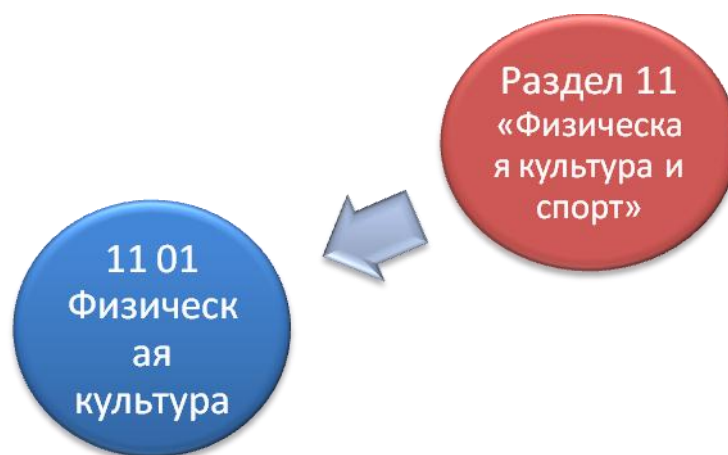 Раздел 11
«Физическа
я культура и
спорт»
11 01
Физическ
ая
культура